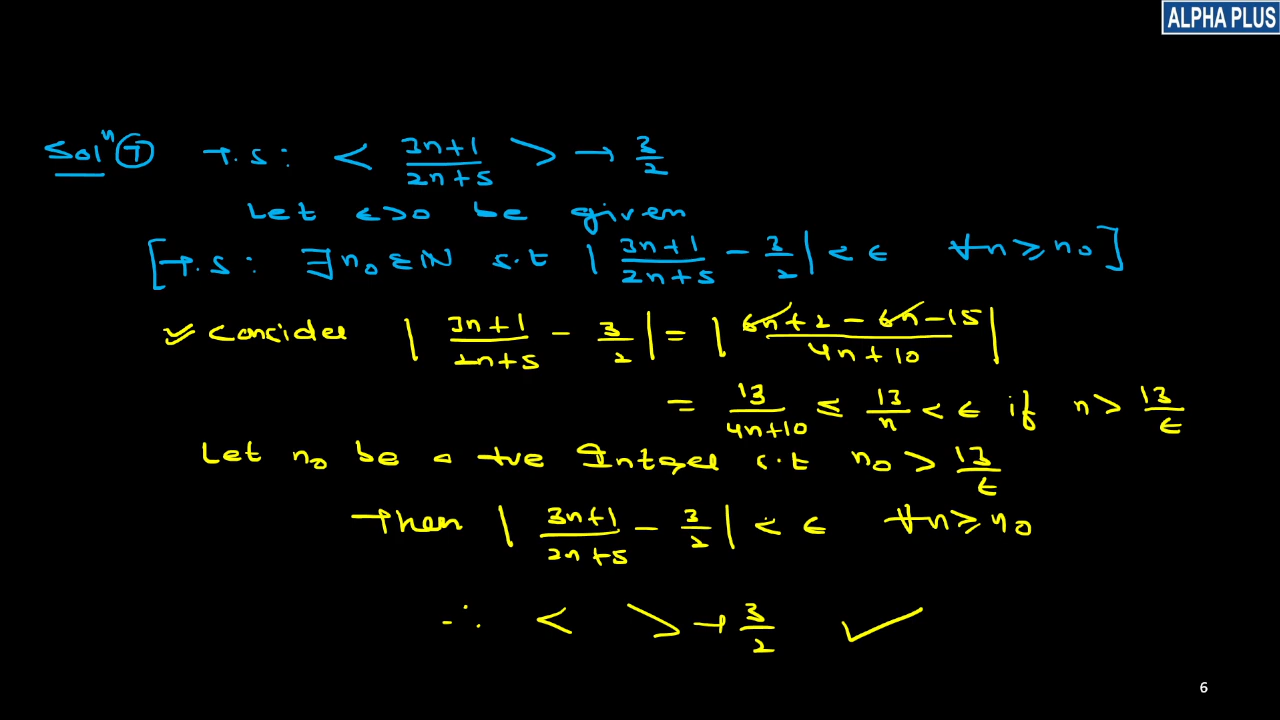 ALPHA PLUS
Solⁿ ⑦ T.S: < (3n+1)/(2n+5) > → 3/2
Let ε>0 be given
[T.S: ∃ n₀ ∈ ℕ s.t |(3n+1)/(2n+5) − 3/2| < ε ∀ n ≥ n₀]
Consider |(3n+1)/(2n+5) − 3/2| = |(6n+2−6n−15)/(4n+10)|
= 13/(4n+10) ≤ 13/n < ε if n > 13/ε
Let n₀ be a +ve Integer s.t n₀ > 13/ε
Then |(3n+1)/(2n+5) − 3/2| < ε ∀ n ≥ n₀
∴ < > → 3/2 ✓
6